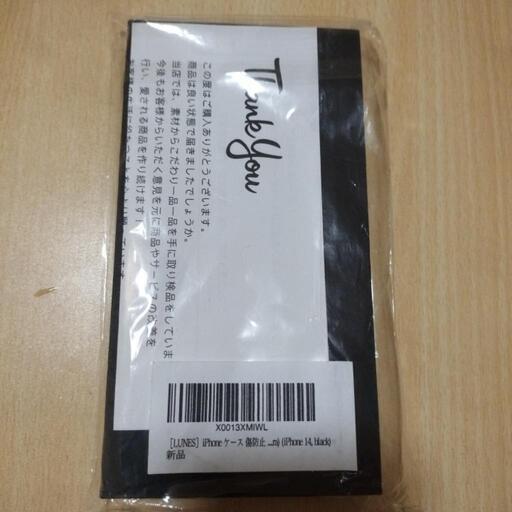 Thank You
この度はご購入ありがとうございます。
商品は良い状態で届きましたでしょうか。
当店では、素材からこだわり一品一品を手に取り検品をしていま
今後もお客様からいただく意見を元に商品やサービスの改善を
行い、愛される商品を作り続けます!
X0013XMIWL
[LUNES] iPhone ケース 傷防止 ...ra) (iPhone 14, black)
新品